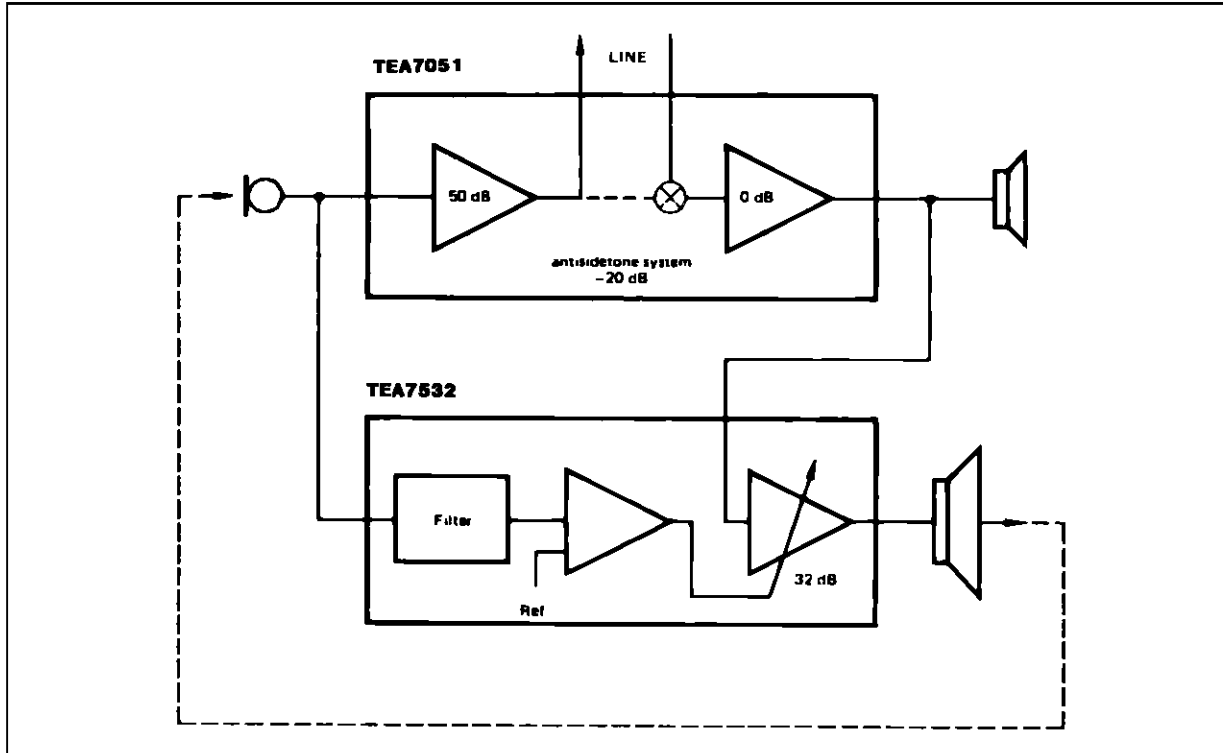 LINE
TEA7051
50 dB
0 dB
antisidetone system
−20 dB
TEA7532
Filter
32 dB
Ref